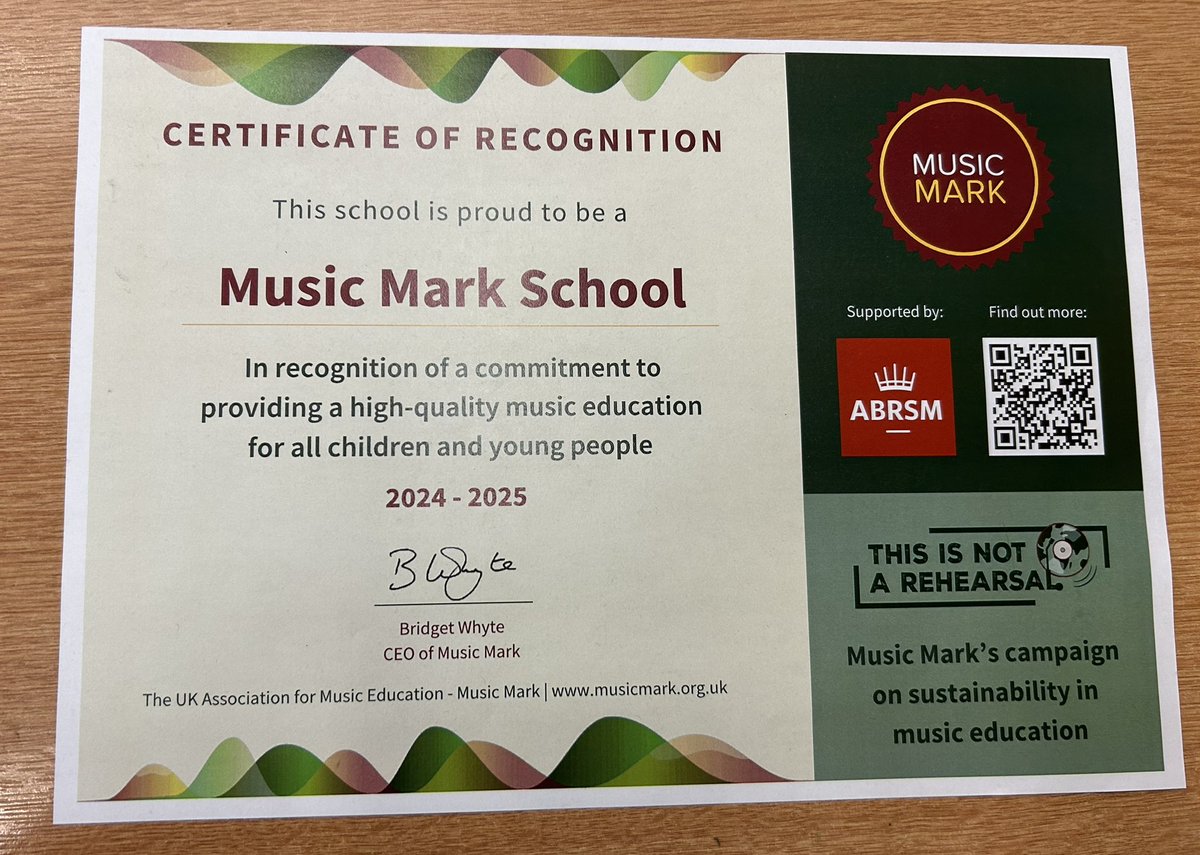 CERTIFICATE OF RECOGNITION
This school is proud to be a
Music Mark School
In recognition of a commitment to
providing a high-quality music education
for all children and young people
2024 - 2025
B Whyte
Bridget Whyte
CEO of Music Mark
The UK Association for Music Education - Music Mark | www.musicmark.org.uk
MUSIC
MARK
Supported by:
Find out more:
ABRSM
THIS IS NOT
A REHEARSAL
Music Mark's campaign
on sustainability in
music education